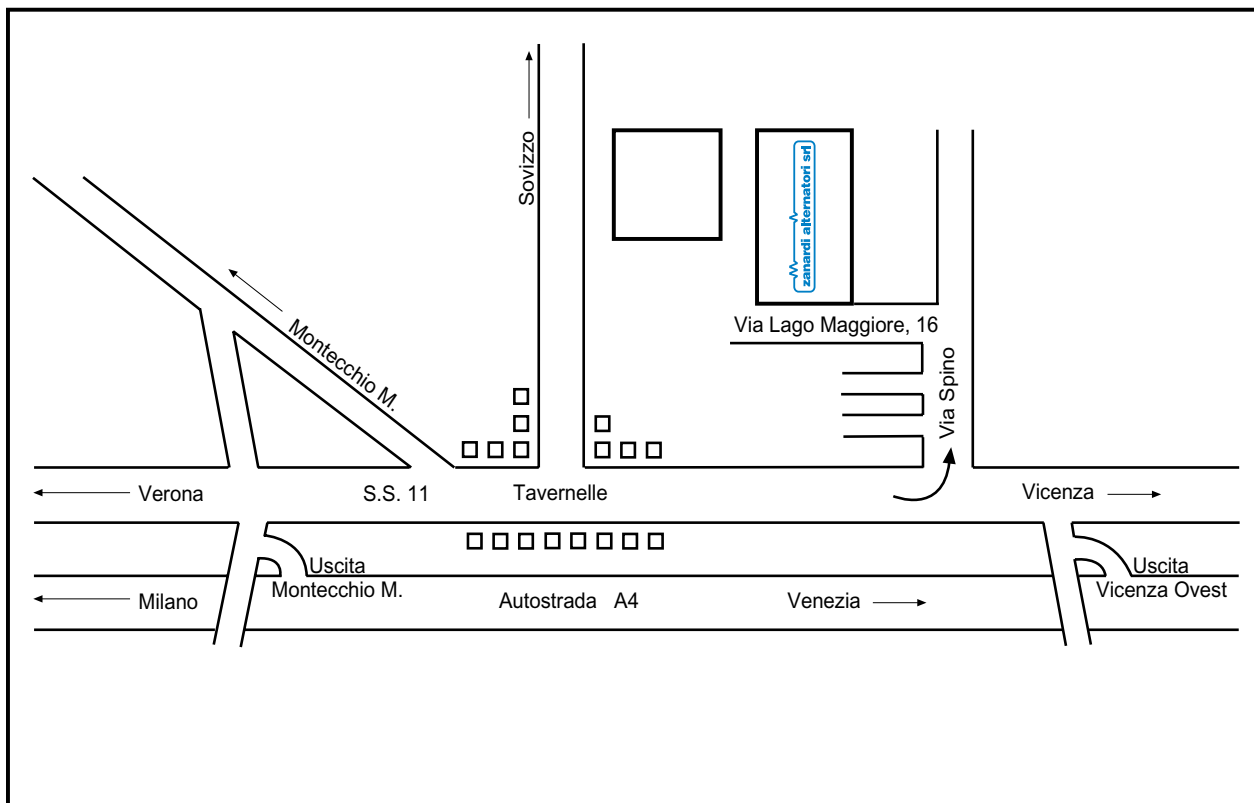 Sovizzo
zanardi alternatori srl
Montecchio M.
Via Lago Maggiore, 16
Via Spino
Verona
S.S. 11
Tavernelle
Vicenza
Uscita
Montecchio M.
Uscita
Vicenza Ovest
Milano
Autostrada A4
Venezia